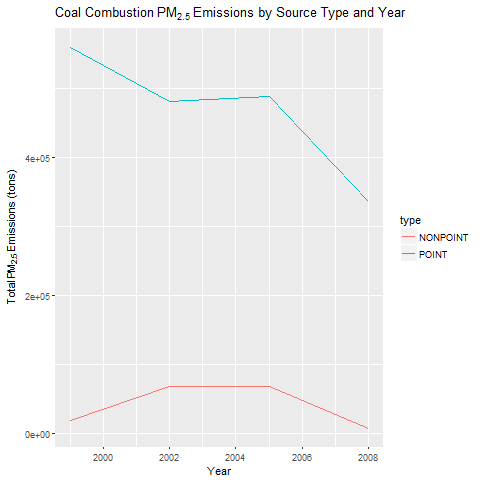 Coal Combustion PM2.5 Emissions by Source Type and Year
Total PM2.5 Emissions (tons)
4e+05
2e+05
0e+00
2000 2002 2004 2006 2008
Year
type
NONPOINT
POINT